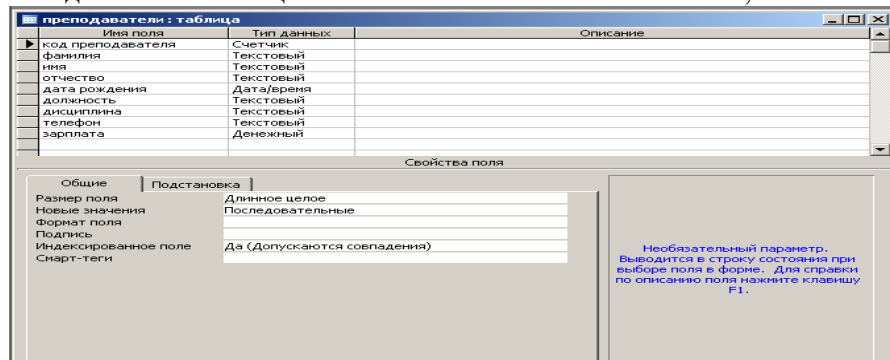 преподаватели : таблица
Имя поля Тип данных Описание
код преподавателя Счетчик
фамилия Текстовый
имя Текстовый
отчество Текстовый
дата рождения Дата/время
должность Текстовый
дисциплина Текстовый
телефон Текстовый
зарплата Денежный
Свойства поля
Общие Подстановка
Размер поля Длинное целое
Новые значения Последовательные
Формат поля
Подпись
Индексированное поле Да (Допускаются совпадения)
Смарт-теги
Необязательный параметр.
Выводится в строку состояния при
выборе поля в форме. Для справки
по описанию поля нажмите клавишу
F1.